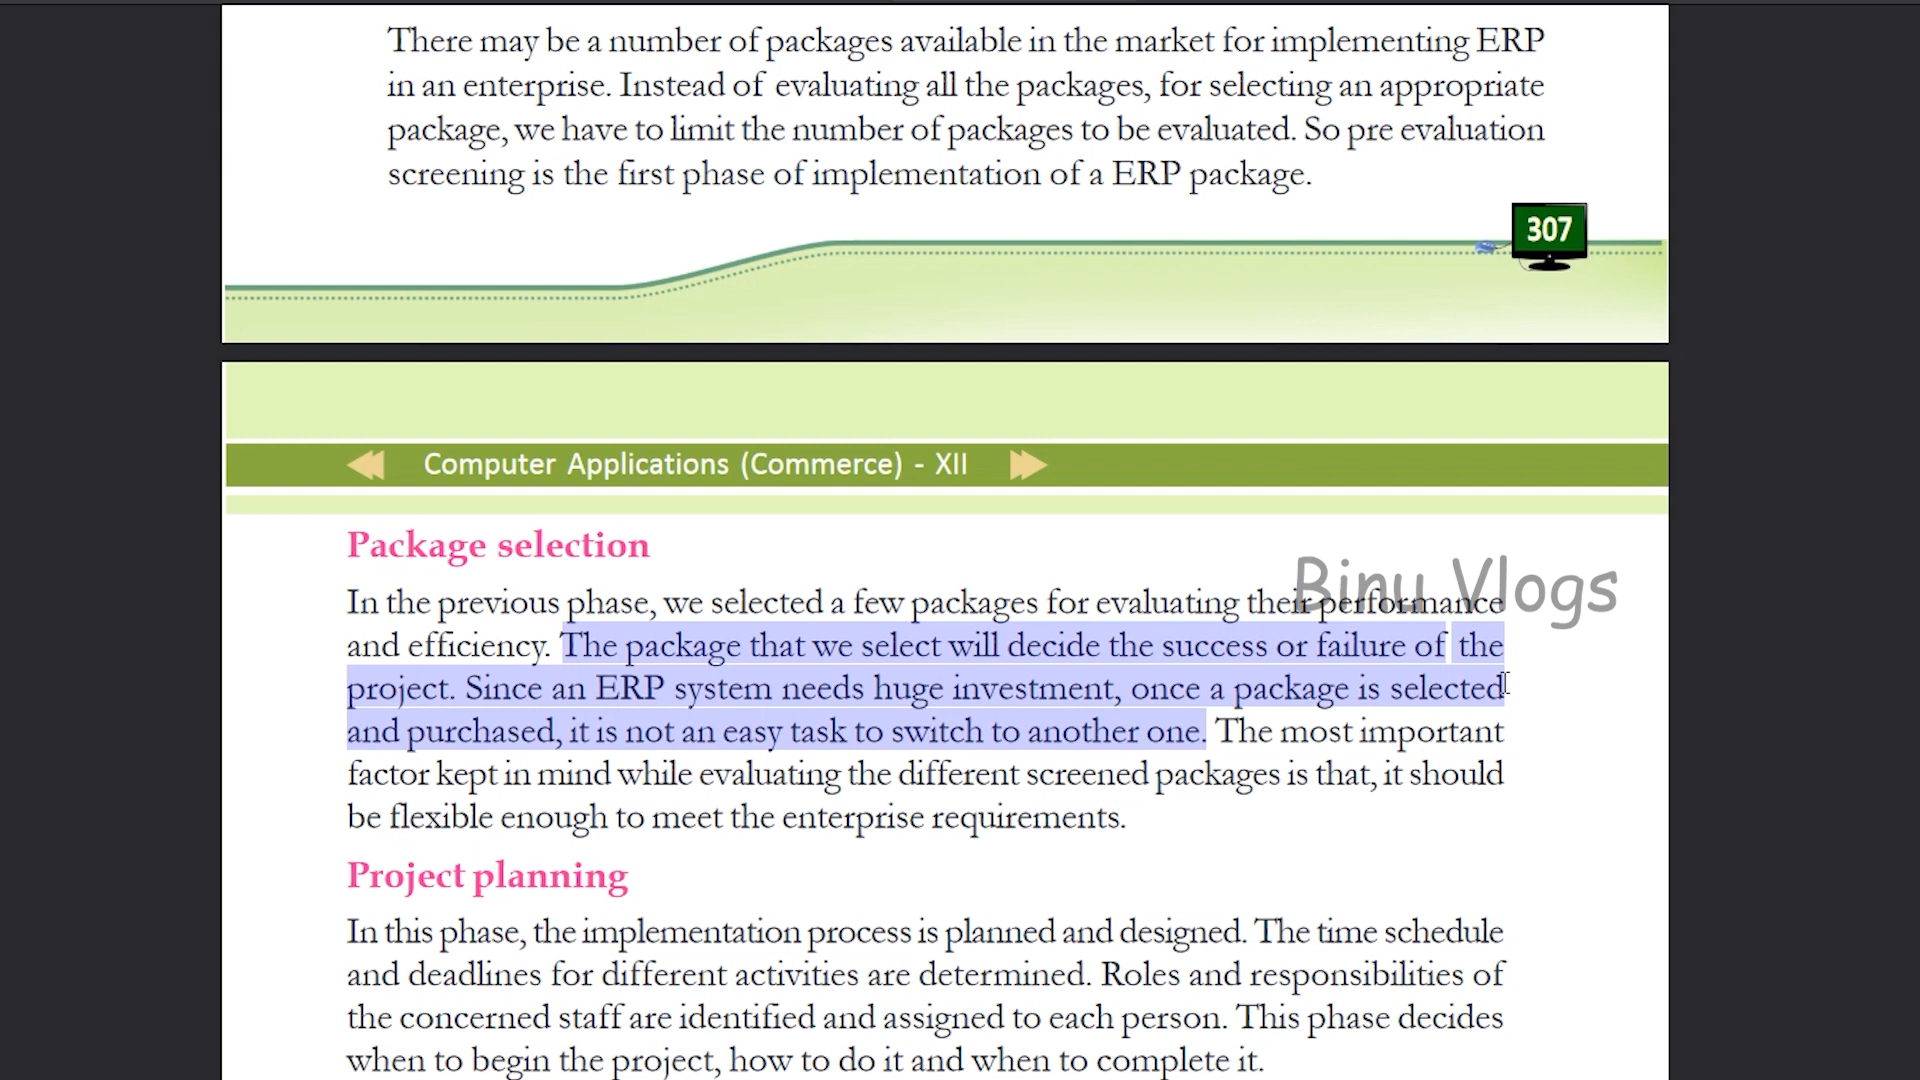 There may be a number of packages available in the market for implementing ERP
in an enterprise. Instead of evaluating all the packages, for selecting an appropriate
package, we have to limit the number of packages to be evaluated. So pre evaluation
screening is the first phase of implementation of a ERP package.
307
Computer Applications (Commerce) - XII
Package selection
Binu Vlogs
In the previous phase, we selected a few packages for evaluating their performance
and efficiency. The package that we select will decide the success or failure of the
project. Since an ERP system needs huge investment, once a package is selected
and purchased, it is not an easy task to switch to another one. The most important
factor kept in mind while evaluating the different screened packages is that, it should
be flexible enough to meet the enterprise requirements.
Project planning
In this phase, the implementation process is planned and designed. The time schedule
and deadlines for different activities are determined. Roles and responsibilities of
the concerned staff are identified and assigned to each person. This phase decides
when to begin the project, how to do it and when to complete it.